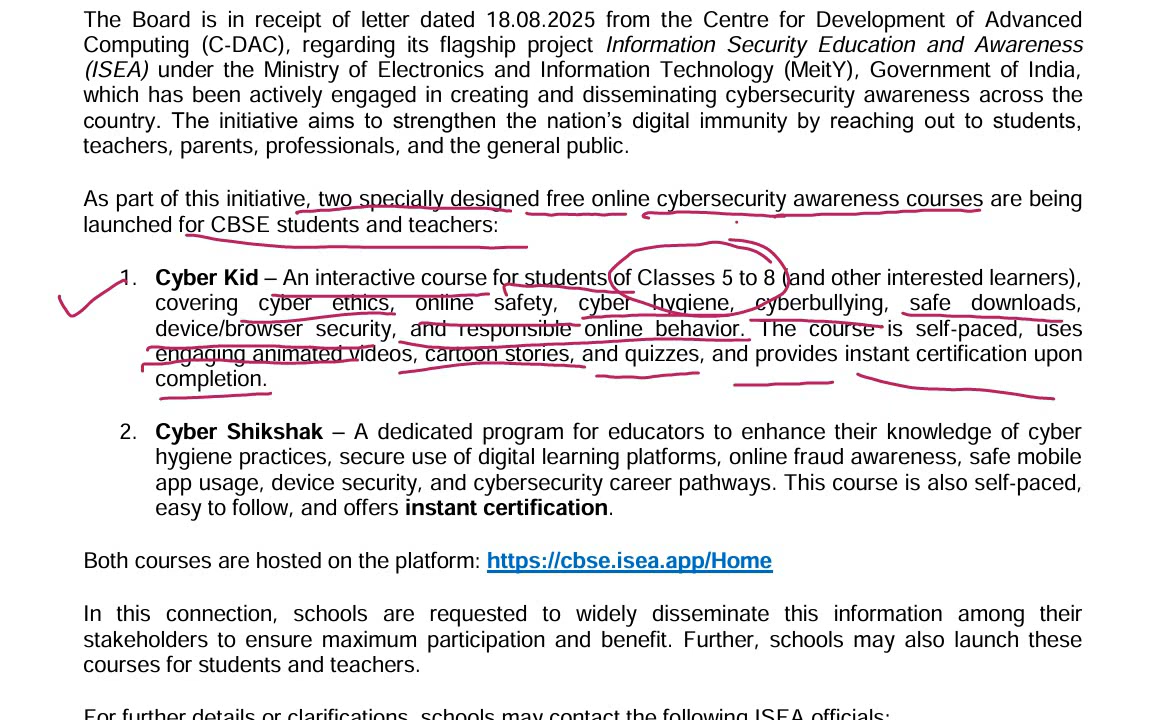 The Board is in receipt of letter dated 18.08.2025 from the Centre for Development of Advanced
Computing (C-DAC), regarding its flagship project Information Security Education and Awareness
(ISEA) under the Ministry of Electronics and Information Technology (MeitY), Government of India,
which has been actively engaged in creating and disseminating cybersecurity awareness across the
country. The initiative aims to strengthen the nation's digital immunity by reaching out to students,
teachers, parents, professionals, and the general public.
As part of this initiative, two specially designed free online cybersecurity awareness courses are being
launched for CBSE students and teachers:
1. Cyber Kid – An interactive course for students of Classes 5 to 8 (and other interested learners),
covering cyber ethics, online safety, cyber hygiene, cyberbullying, safe downloads,
device/browser security, and responsible online behavior. The course is self-paced, uses
engaging animated videos, cartoon stories, and quizzes, and provides instant certification upon
completion.
2. Cyber Shikshak – A dedicated program for educators to enhance their knowledge of cyber
hygiene practices, secure use of digital learning platforms, online fraud awareness, safe mobile
app usage, device security, and cybersecurity career pathways. This course is also self-paced,
easy to follow, and offers instant certification.
Both courses are hosted on the platform: https://cbse.isea.app/Home
In this connection, schools are requested to widely disseminate this information among their
stakeholders to ensure maximum participation and benefit. Further, schools may also launch these
courses for students and teachers.
For further details or clarifications, schools may contact the following ISEA officials: